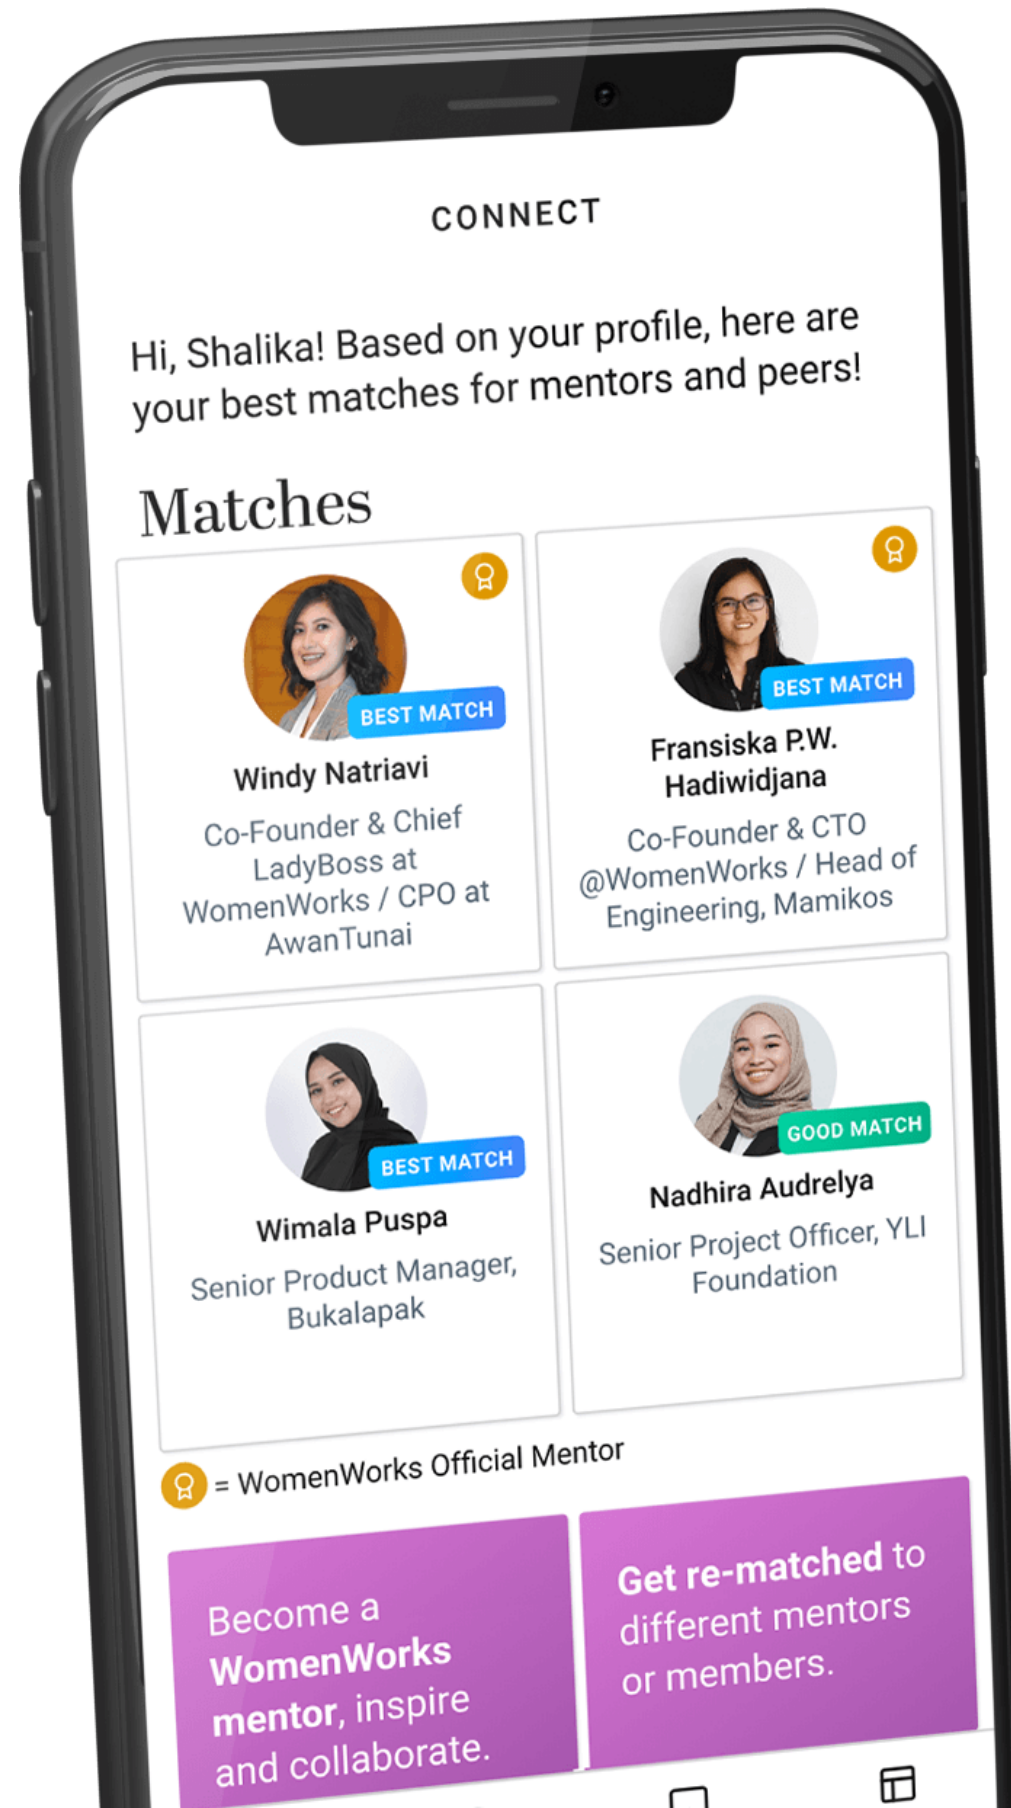 CONNECT
Hi, Shalika! Based on your profile, here are
your best matches for mentors and peers!
Matches
BEST MATCH
Windy Natriavi
Co-Founder & Chief
LadyBoss at
WomenWorks / CPO at
AwanTunai
BEST MATCH
Fransiska P.W.
Hadiwidjana
Co-Founder & CTO
@WomenWorks / Head of
Engineering, Mamikos
BEST MATCH
Wimala Puspa
Senior Product Manager,
Bukalapak
GOOD MATCH
Nadhira Audrelya
Senior Project Officer, YLI
Foundation
= WomenWorks Official Mentor
Become a
WomenWorks
mentor, inspire
and collaborate.
Get re-matched to
different mentors
or members.